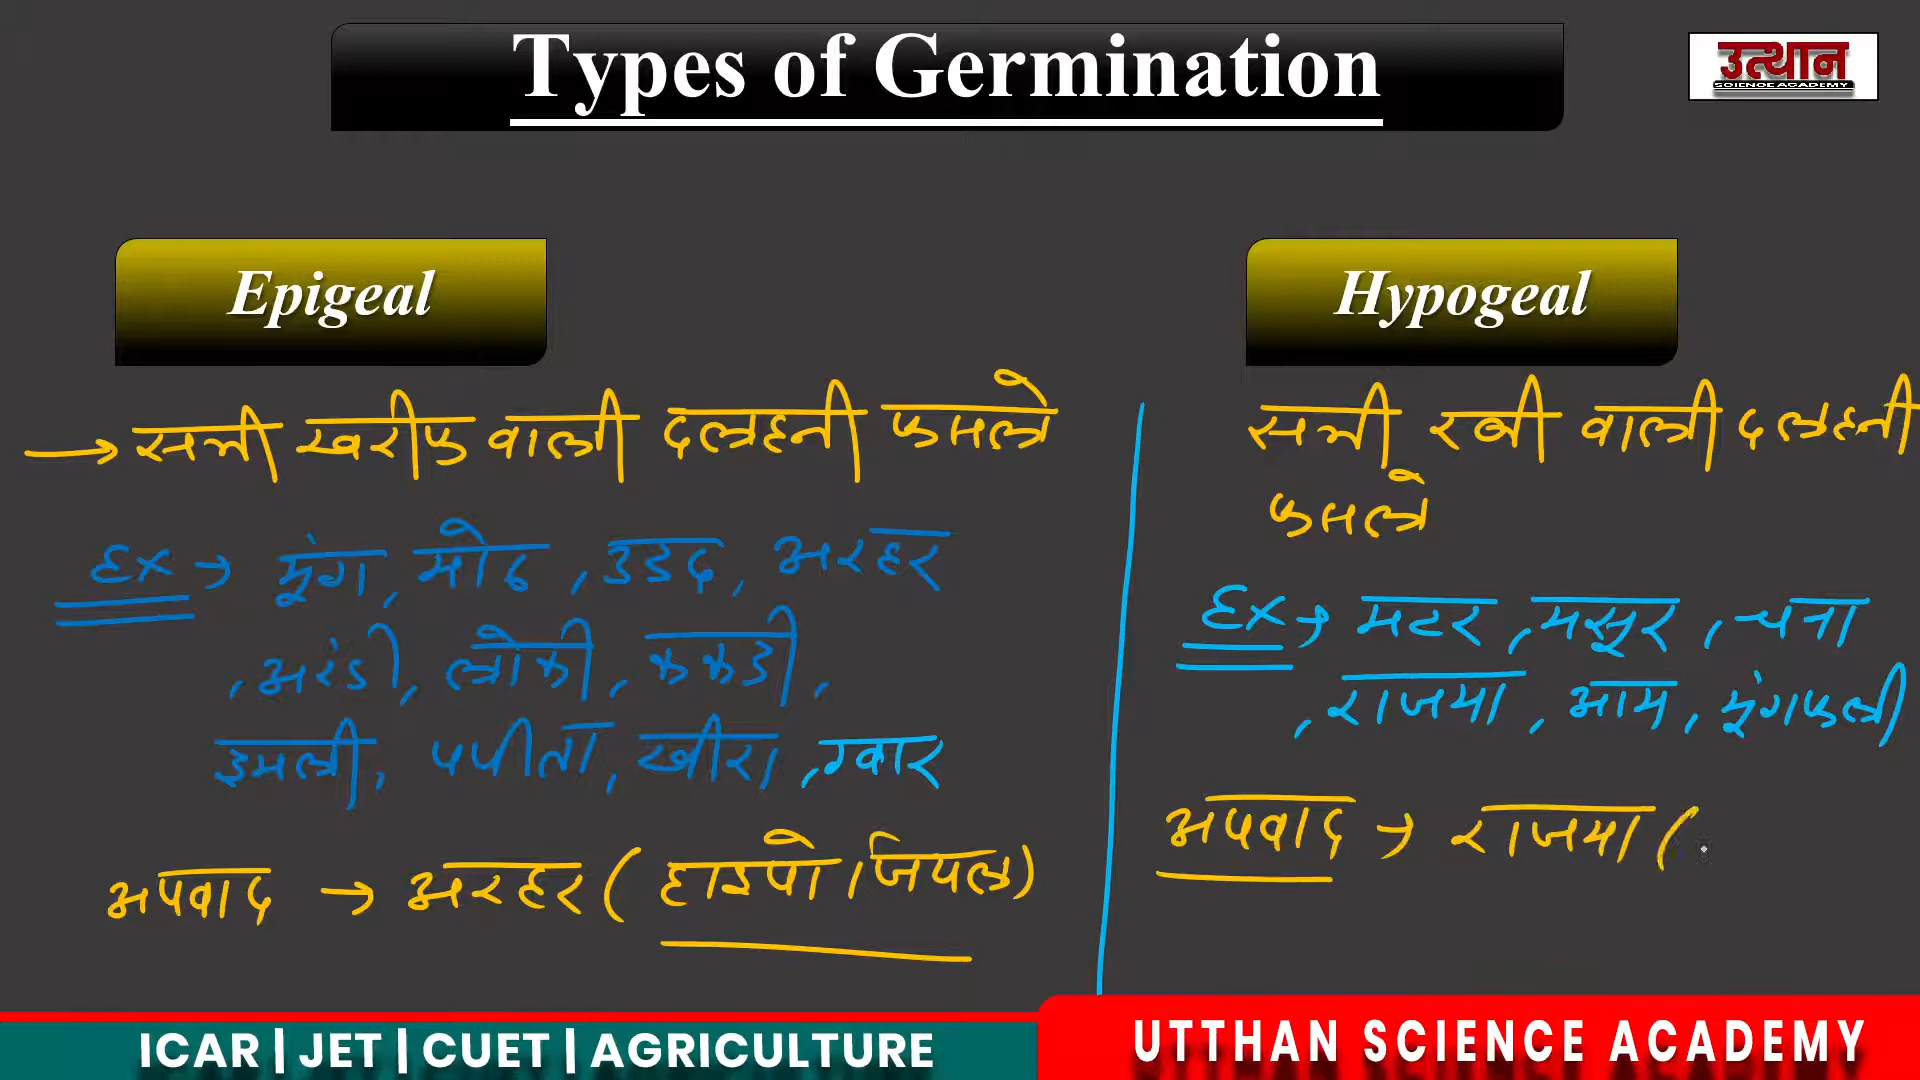 Types of Germination
उत्थान
SCIENCE ACADEMY
Epigeal
→ सभी खरीफ वाली दलहनी फसले
Ex → मूंग, मोठ, उडद, अरहर
, अरंडी, लौकी, ककडी,
इमली, पपीता, खीरा, ग्वार
अपवाद → अरहर ( हाइपोजियल)
Hypogeal
सभी रबी वाली दलहनी
फसले
Ex → मटर, मसूर, चना
, राजमा, आम, मूंगफली
अपवाद → राजमा (
ICAR | JET | CUET | AGRICULTURE
UTTHAN SCIENCE ACADEMY